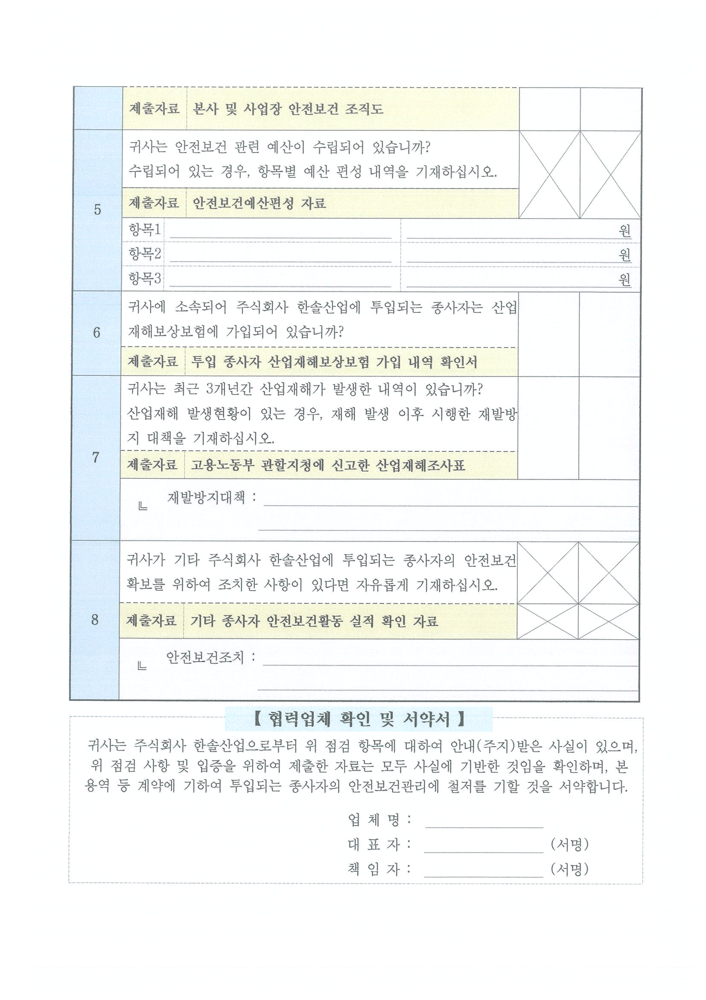 제출자료 본사 및 사업장 안전보건 조직도
귀사는 안전보건 관련 예산이 수립되어 있습니까?
수립되어 있는 경우, 항목별 예산 편성 내역을 기재하십시오.
5
제출자료 안전보건예산편성 자료
항목1 원
항목2 원
항목3 원
귀사에 소속되어 주식회사 한솔산업에 투입되는 종사자는 산업
6
재해보상보험에 가입되어 있습니까?
제출자료 투입 종사자 산업재해보상보험 가입 내역 확인서
귀사는 최근 3개년간 산업재해가 발생한 내역이 있습니까?
산업재해 발생현황이 있는 경우, 재해 발생 이후 시행한 재발방
지 대책을 기재하십시오.
7
제출자료 고용노동부 관할지청에 신고한 산업재해조사표
재발방지대책 :
귀사가 기타 주식회사 한솔산업에 투입되는 종사자의 안전보건
확보를 위하여 조치한 사항이 있다면 자유롭게 기재하십시오.
8
제출자료 기타 종사자 안전보건활동 실적 확인 자료
안전보건조치 :
【 협력업체 확인 및 서약서 】
귀사는 주식회사 한솔산업으로부터 위 점검 항목에 대하여 안내(주지)받은 사실이 있으며,
위 점검 사항 및 입증을 위하여 제출한 자료는 모두 사실에 기반한 것임을 확인하며, 본
용역 등 계약에 기하여 투입되는 종사자의 안전보건관리에 철저를 기할 것을 서약합니다.
업 체 명 :
대 표 자 : (서명)
책 임 자 : (서명)